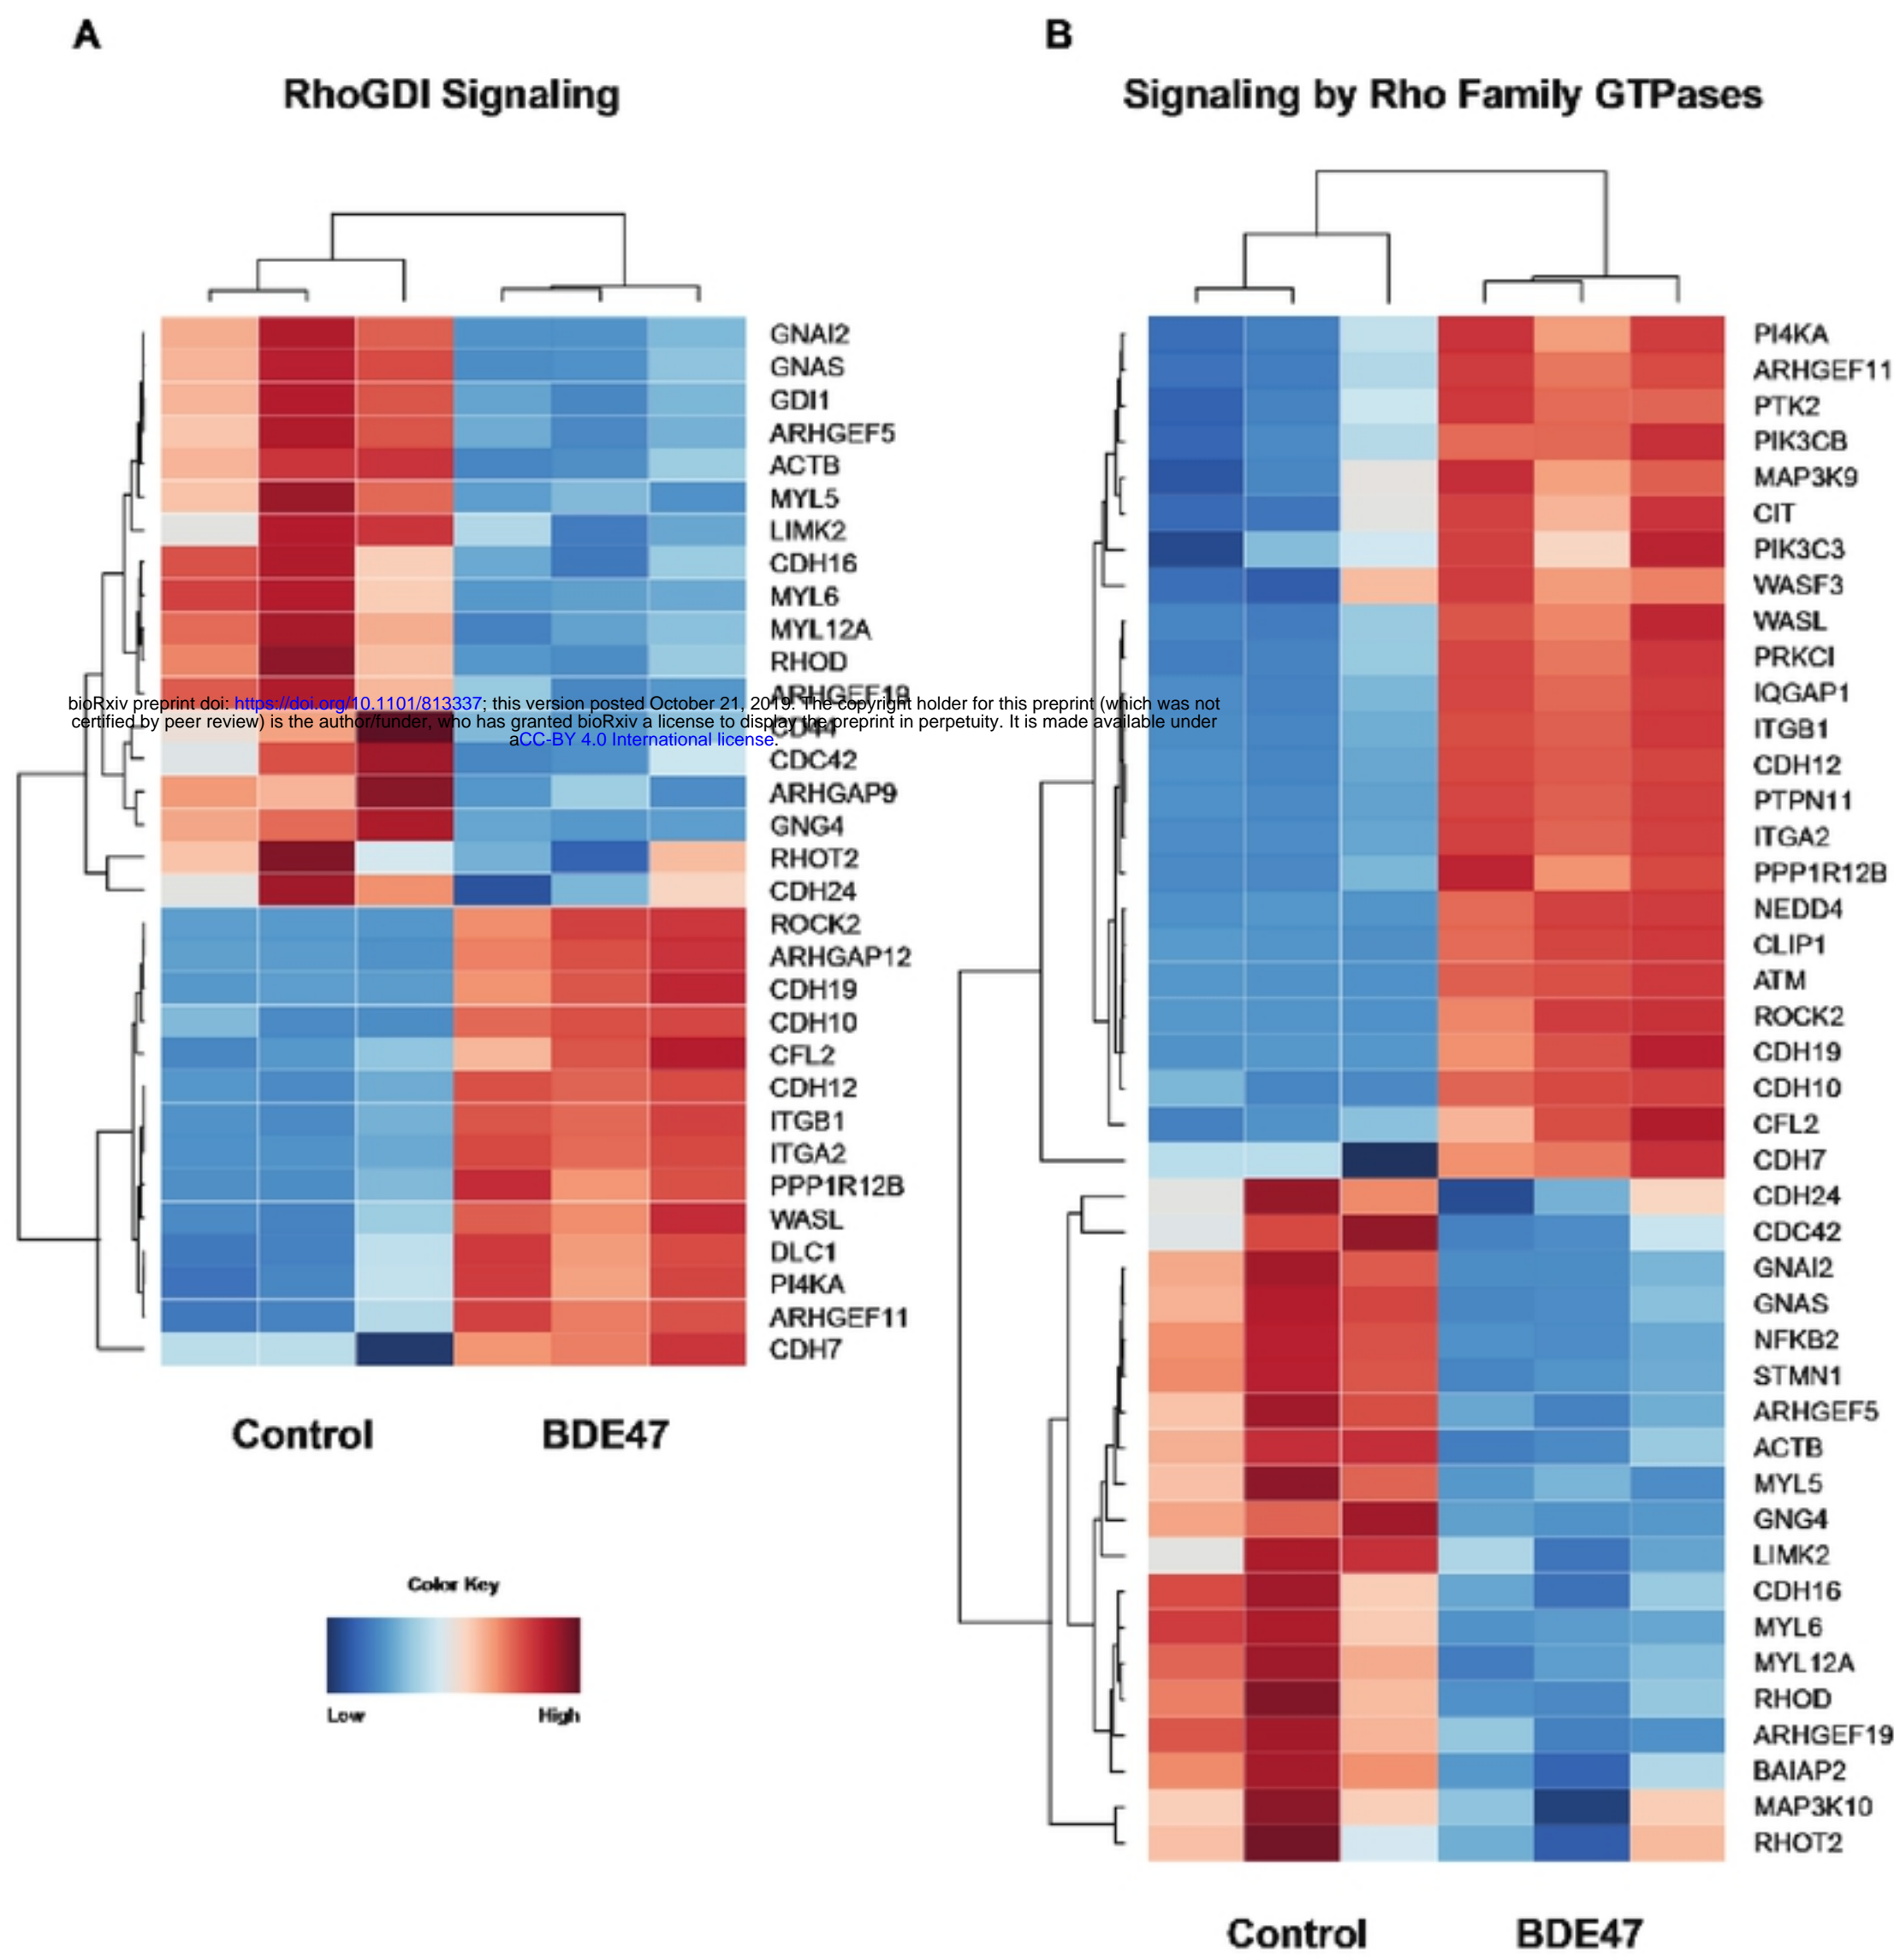 A
RhoGDI Signaling
GNAI2
GNAS
GDI1
ARHGEF5
ACTB
MYL5
LIMK2
CDH16
MYL6
MYL12A
RHOD
ARHGEF19
bioRxiv preprint doi: https://doi.org/10.1101/813337; this version posted October 21, 2019. The copyright holder for this preprint (which was not
certified by peer review) is the author/funder, who has granted bioRxiv a license to display the preprint in perpetuity. It is made available under
aCC-BY 4.0 International license.
CD44
CDC42
ARHGAP9
GNG4
RHOT2
CDH24
ROCK2
ARHGAP12
CDH19
CDH10
CFL2
CDH12
ITGB1
ITGA2
PPP1R12B
WASL
DLC1
PI4KA
ARHGEF11
CDH7
Control BDE47
Color Key
Low High
B
Signaling by Rho Family GTPases
PI4KA
ARHGEF11
PTK2
PIK3CB
MAP3K9
CIT
PIK3C3
WASF3
WASL
PRKCI
IQGAP1
ITGB1
CDH12
PTPN11
ITGA2
PPP1R12B
NEDD4
CLIP1
ATM
ROCK2
CDH19
CDH10
CFL2
CDH7
CDH24
CDC42
GNAI2
GNAS
NFKB2
STMN1
ARHGEF5
ACTB
MYL5
GNG4
LIMK2
CDH16
MYL6
MYL12A
RHOD
ARHGEF19
BAIAP2
MAP3K10
RHOT2
Control BDE47